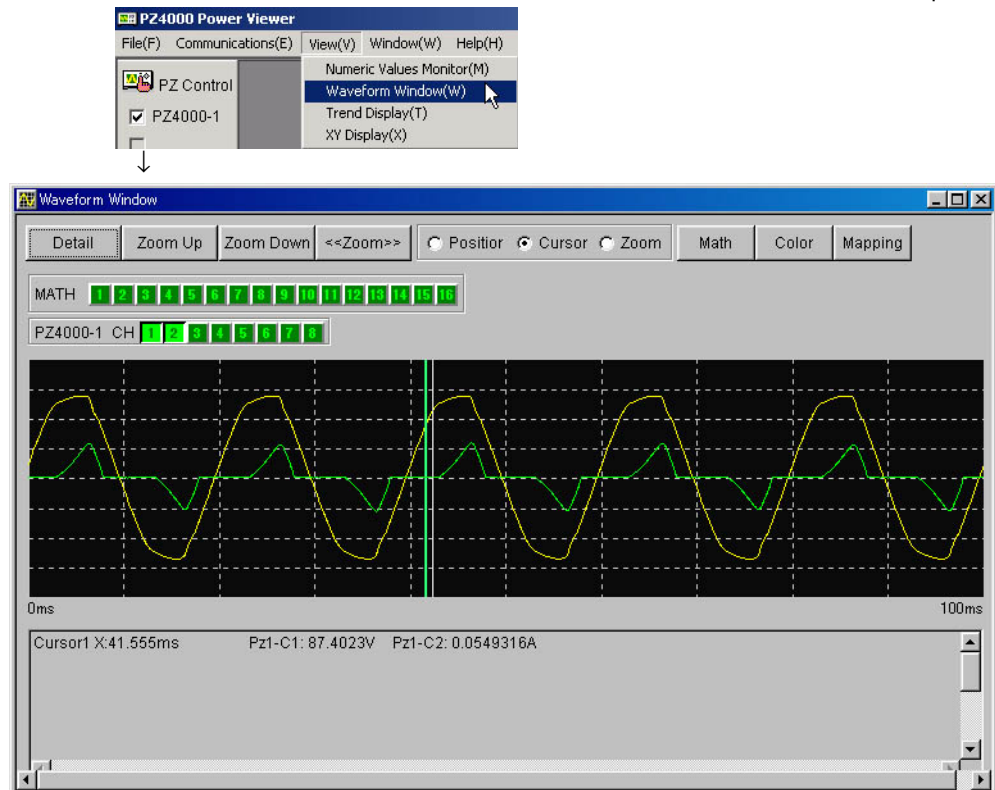 PZ4000 Power Viewer
File(F) Communications(E) View(V) Window(W) Help(H)
PZ Control
PZ4000-1
Numeric Values Monitor(M)
Waveform Window(W)
Trend Display(T)
XY Display(X)
↓
Waveform Window
Detail Zoom Up Zoom Down <<Zoom>> Positior Cursor Zoom Math Color Mapping
MATH 1 2 3 4 5 6 7 8 9 10 11 12 13 14 15 16
PZ4000-1 CH 1 2 3 4 5 6 7 8
0ms 100ms
Cursor1 X:41.555ms Pz1-C1: 87.4023V Pz1-C2: 0.0549316A